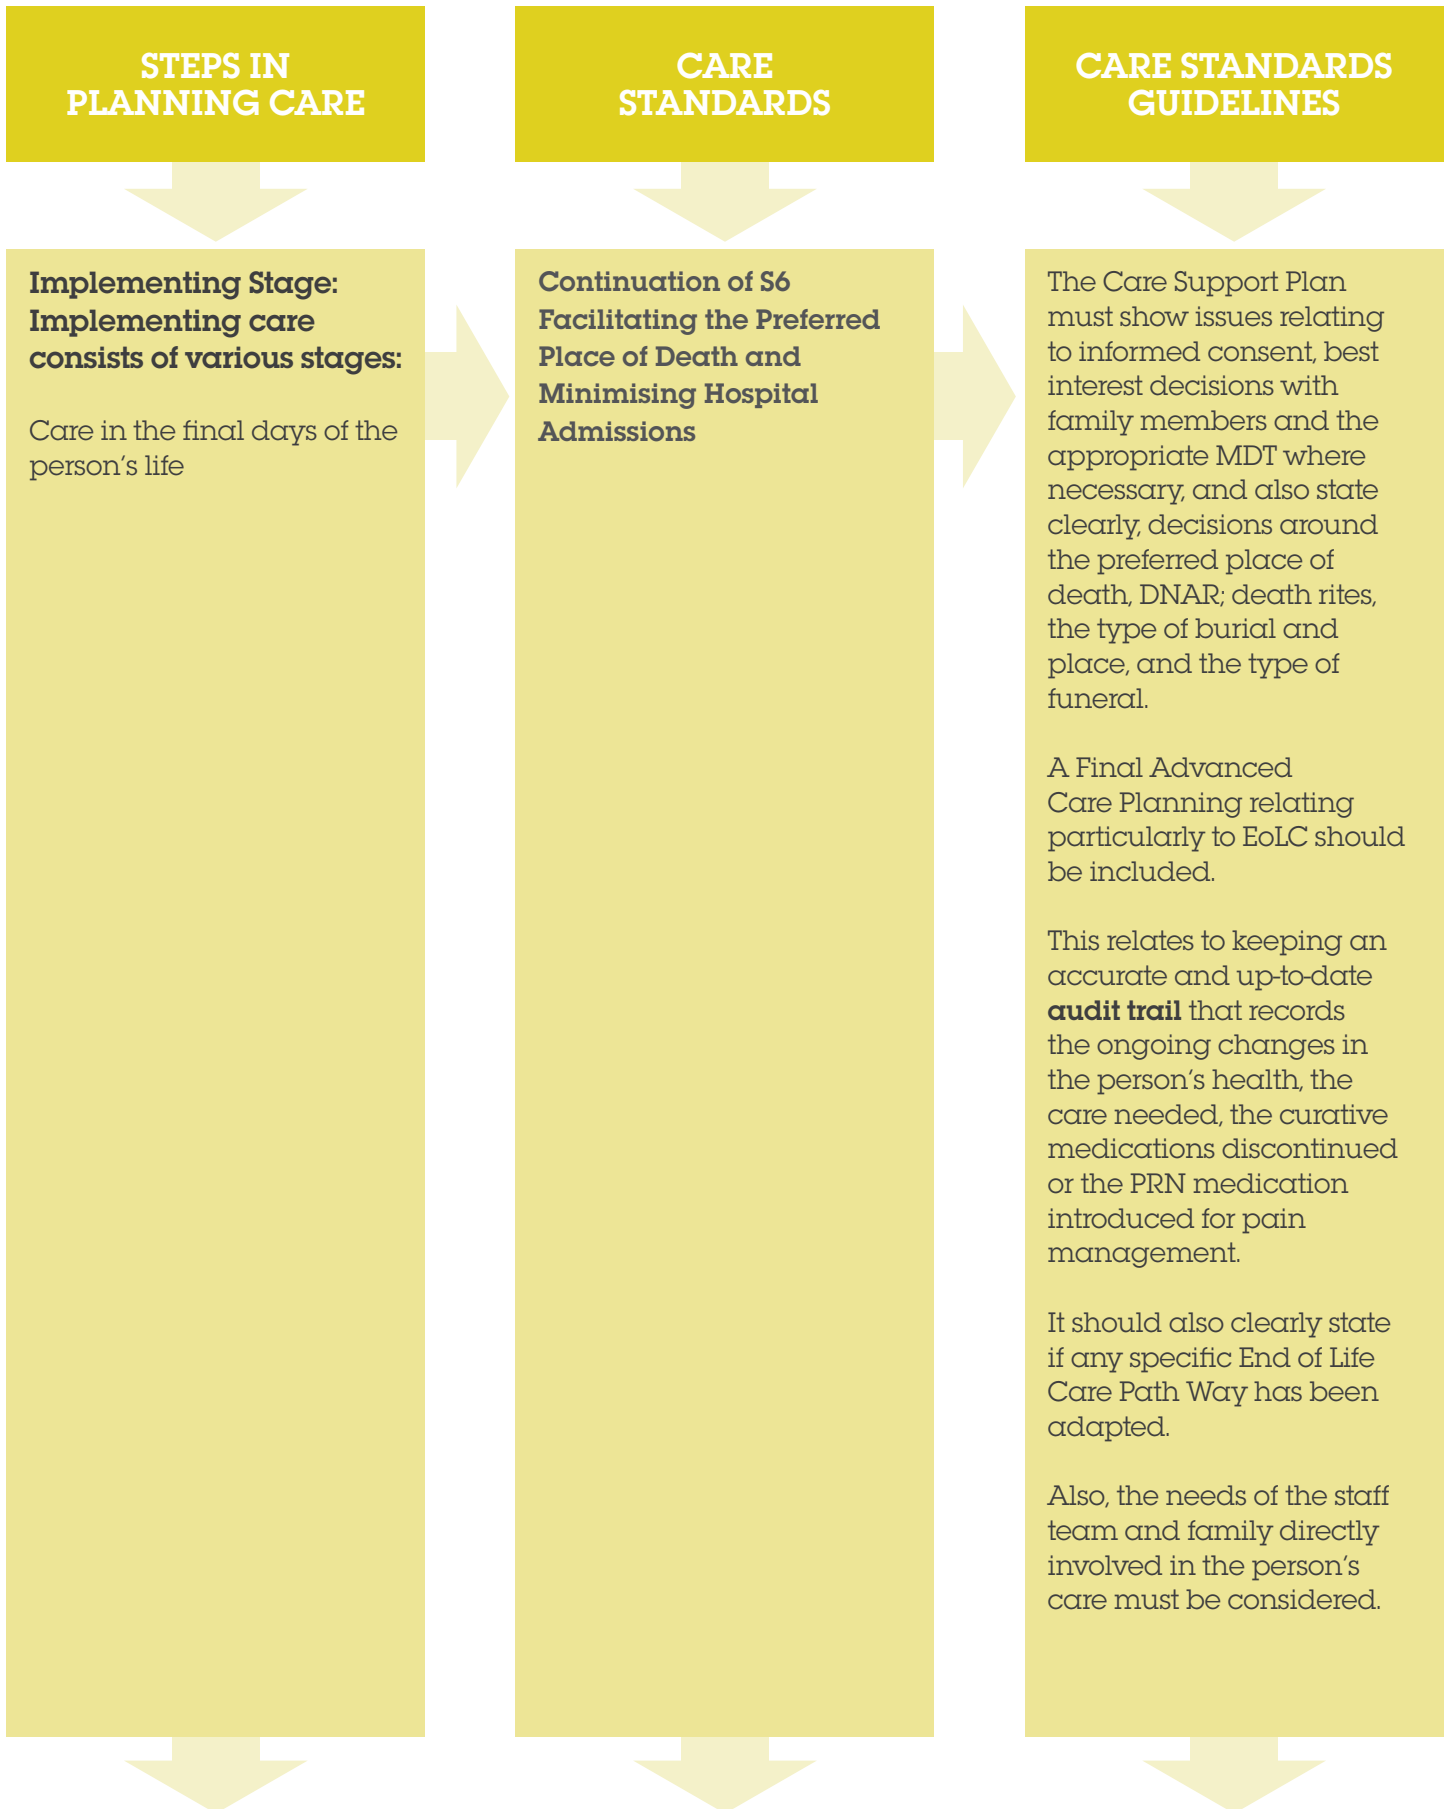 STEPS IN
PLANNING CARE
CARE
STANDARDS
CARE STANDARDS
GUIDELINES
Implementing Stage:
Implementing care
consists of various stages:
Care in the final days of the
person's life
Continuation of S6
Facilitating the Preferred
Place of Death and
Minimising Hospital
Admissions
The Care Support Plan
must show issues relating
to informed consent, best
interest decisions with
family members and the
appropriate MDT where
necessary, and also state
clearly, decisions around
the preferred place of
death, DNAR; death rites,
the type of burial and
place, and the type of
funeral.
A Final Advanced
Care Planning relating
particularly to EoLC should
be included.
This relates to keeping an
accurate and up-to-date
audit trail that records
the ongoing changes in
the person's health, the
care needed, the curative
medications discontinued
or the PRN medication
introduced for pain
management.
It should also clearly state
if any specific End of Life
Care Path Way has been
adapted.
Also, the needs of the staff
team and family directly
involved in the person's
care must be considered.